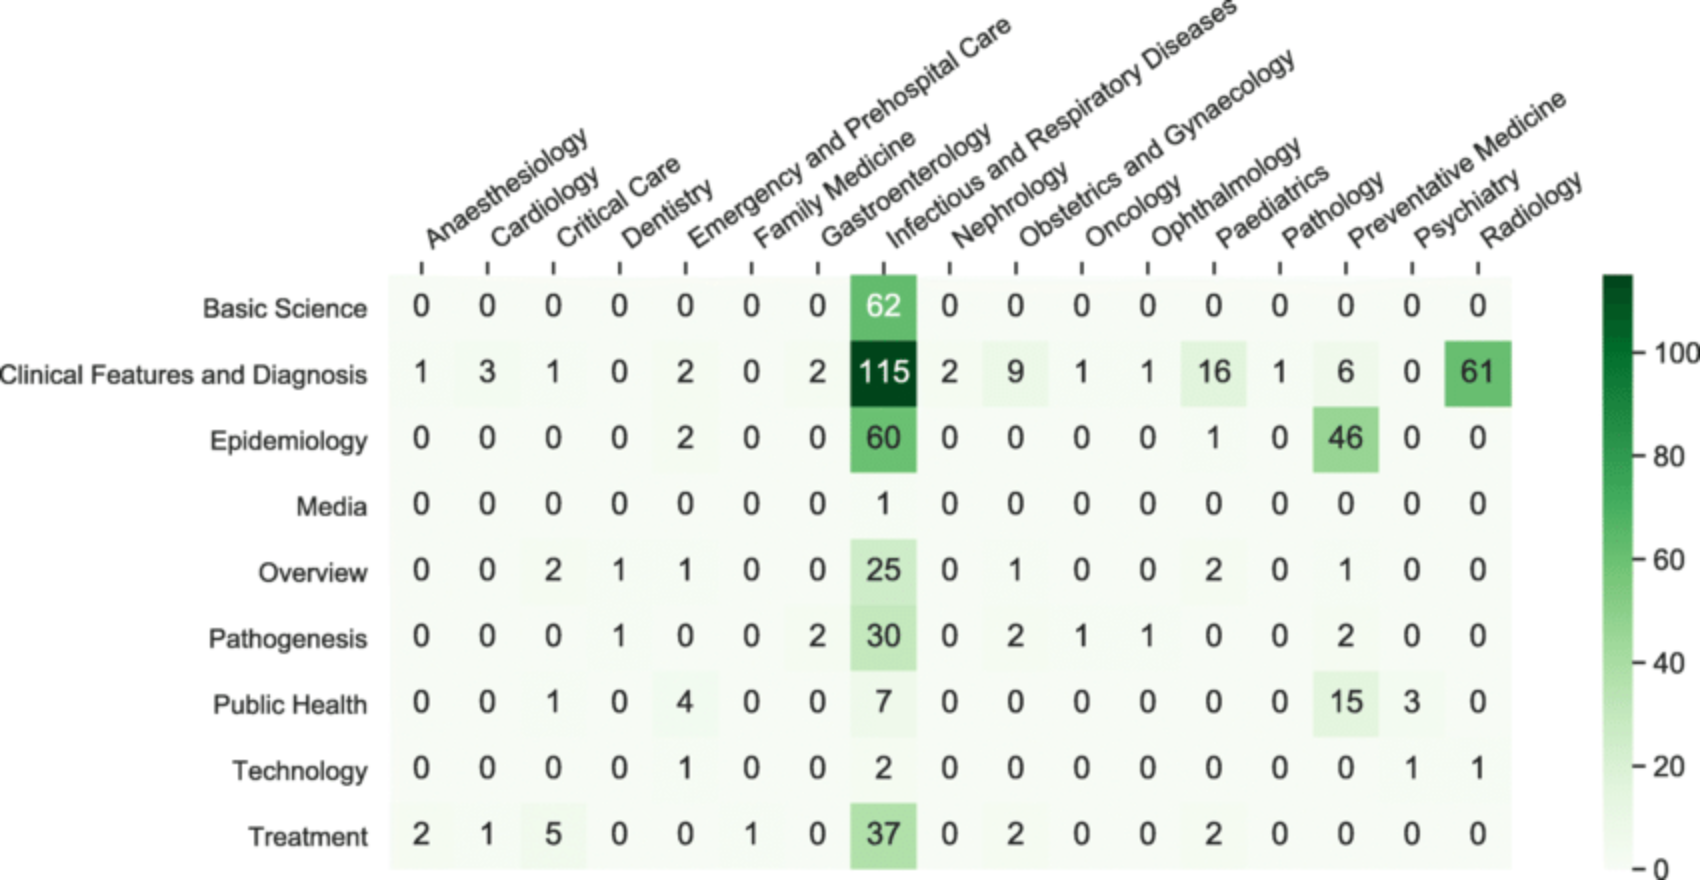 Anaesthesiology
Cardiology
Critical Care
Dentistry
Emergency and Prehospital Care
Family Medicine
Gastroenterology
Infectious and Respiratory Diseases
Nephrology
Obstetrics and Gynaecology
Oncology
Ophthalmology
Paediatrics
Pathology
Preventative Medicine
Psychiatry
Radiology
Basic Science 0 0 0 0 0 0 0 62 0 0 0 0 0 0 0 0 0
Clinical Features and Diagnosis 1 3 1 0 2 0 2 115 2 9 1 1 16 1 6 0 61
Epidemiology 0 0 0 0 2 0 0 60 0 0 0 0 1 0 46 0 0
Media 0 0 0 0 0 0 0 1 0 0 0 0 0 0 0 0 0
Overview 0 0 2 1 1 0 0 25 0 1 0 0 2 0 1 0 0
Pathogenesis 0 0 0 1 0 0 2 30 0 2 1 1 0 0 2 0 0
Public Health 0 0 1 0 4 0 0 7 0 0 0 0 0 0 15 3 0
Technology 0 0 0 0 1 0 0 2 0 0 0 0 0 0 0 1 1
Treatment 2 1 5 0 0 1 0 37 0 2 0 0 2 0 0 0 0
100
80
60
40
20
0